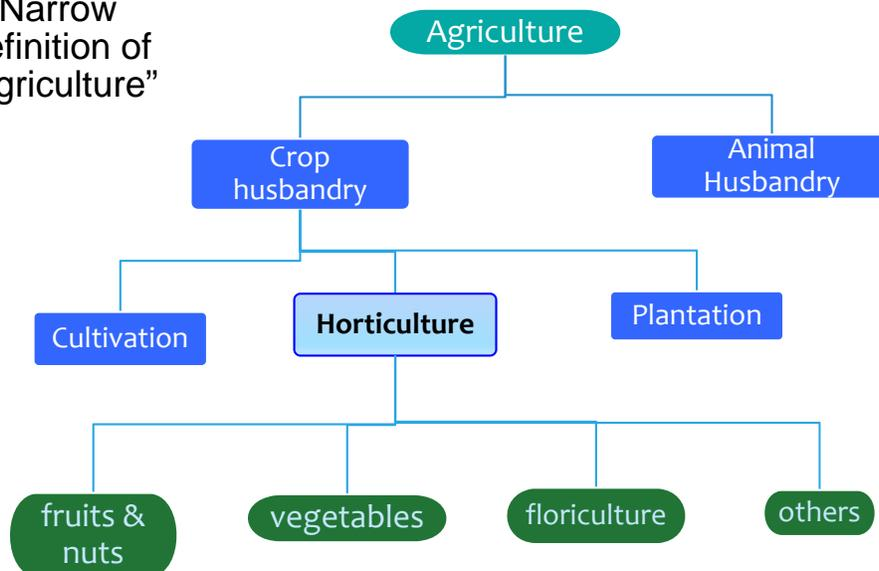 Narrow
efinition of
griculture”
Agriculture
Crop
husbandry
Animal
Husbandry
Cultivation
Horticulture
Plantation
fruits &
nuts
vegetables
floriculture
others